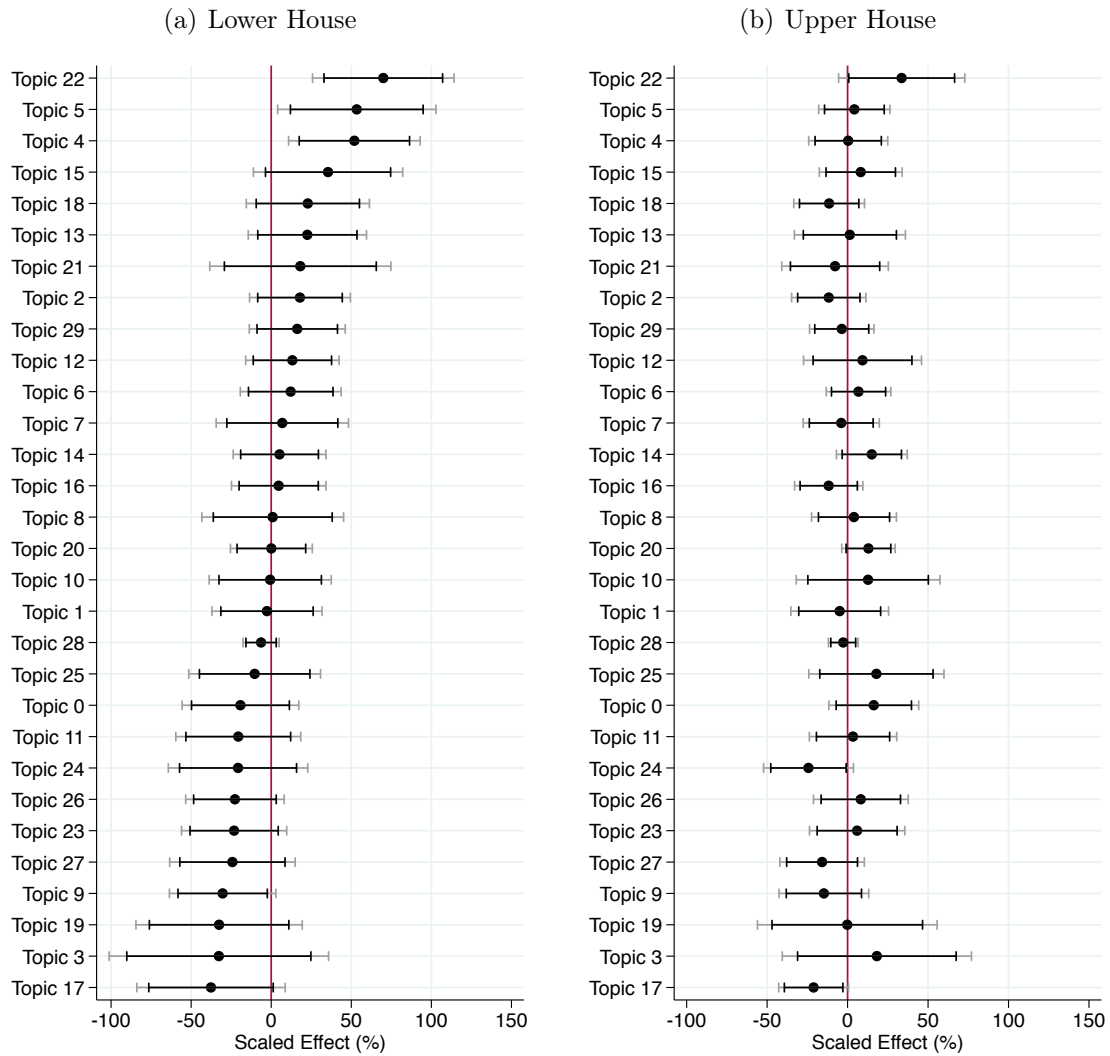 (a) Lower House
Topic 22
Topic 5
Topic 4
Topic 15
Topic 18
Topic 13
Topic 21
Topic 2
Topic 29
Topic 12
Topic 6
Topic 7
Topic 14
Topic 16
Topic 8
Topic 20
Topic 10
Topic 1
Topic 28
Topic 25
Topic 0
Topic 11
Topic 24
Topic 26
Topic 23
Topic 27
Topic 9
Topic 19
Topic 3
Topic 17
-100 -50 0 50 100 150
Scaled Effect (%)
(b) Upper House
Topic 22
Topic 5
Topic 4
Topic 15
Topic 18
Topic 13
Topic 21
Topic 2
Topic 29
Topic 12
Topic 6
Topic 7
Topic 14
Topic 16
Topic 8
Topic 20
Topic 10
Topic 1
Topic 28
Topic 25
Topic 0
Topic 11
Topic 24
Topic 26
Topic 23
Topic 27
Topic 9
Topic 19
Topic 3
Topic 17
-100 -50 0 50 100 150
Scaled Effect (%)